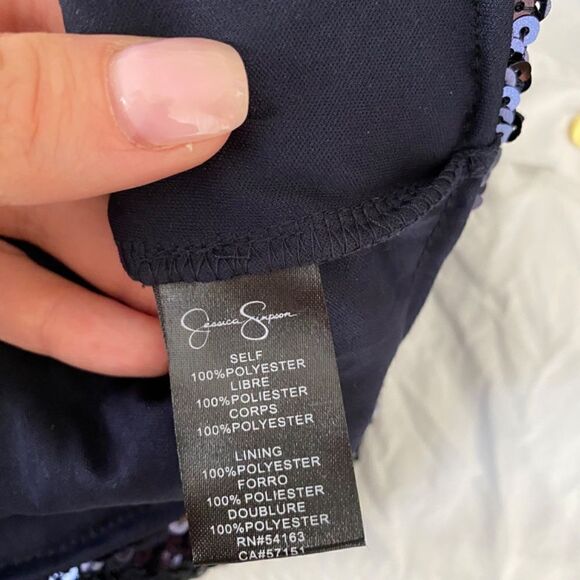 Jessica Simpson
SELF
100%POLYESTER
LIBRE
100%POLIESTER
CORPS
100%POLYESTER
LINING
100%POLYESTER
FORRO
100% POLIESTER
DOUBLURE
100%POLYESTER
RN#54163
CA#57151